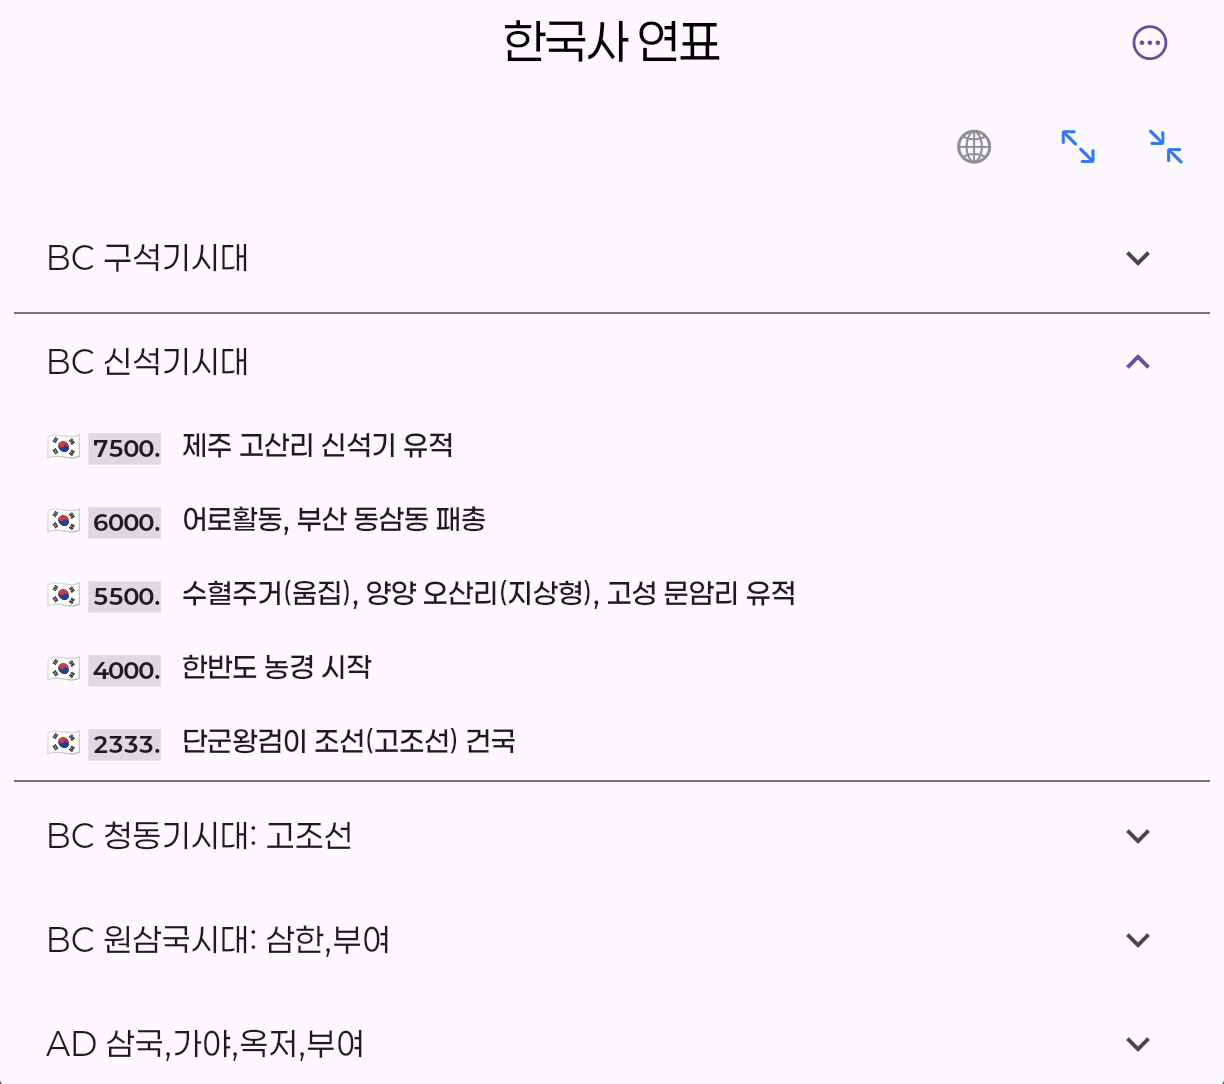 한국사 연표
BC 구석기시대
BC 신석기시대
7500. 제주 고산리 신석기 유적
6000. 어로활동, 부산 동삼동 패총
5500. 수혈주거(움집), 양양 오산리(지상형), 고성 문암리 유적
4000. 한반도 농경 시작
2333. 단군왕검이 조선(고조선) 건국
BC 청동기시대: 고조선
BC 원삼국시대: 삼한,부여
AD 삼국,가야,옥저,부여